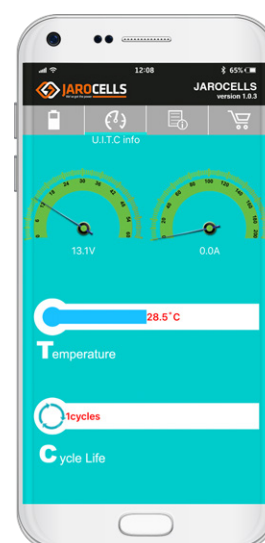 12:08
65%
JAROCELLS
JAROCELLS
version 1.0.3
U.I.T.C info
13.1V
0.0A
28.5°C
Temperature
1cycles
Cycle Life